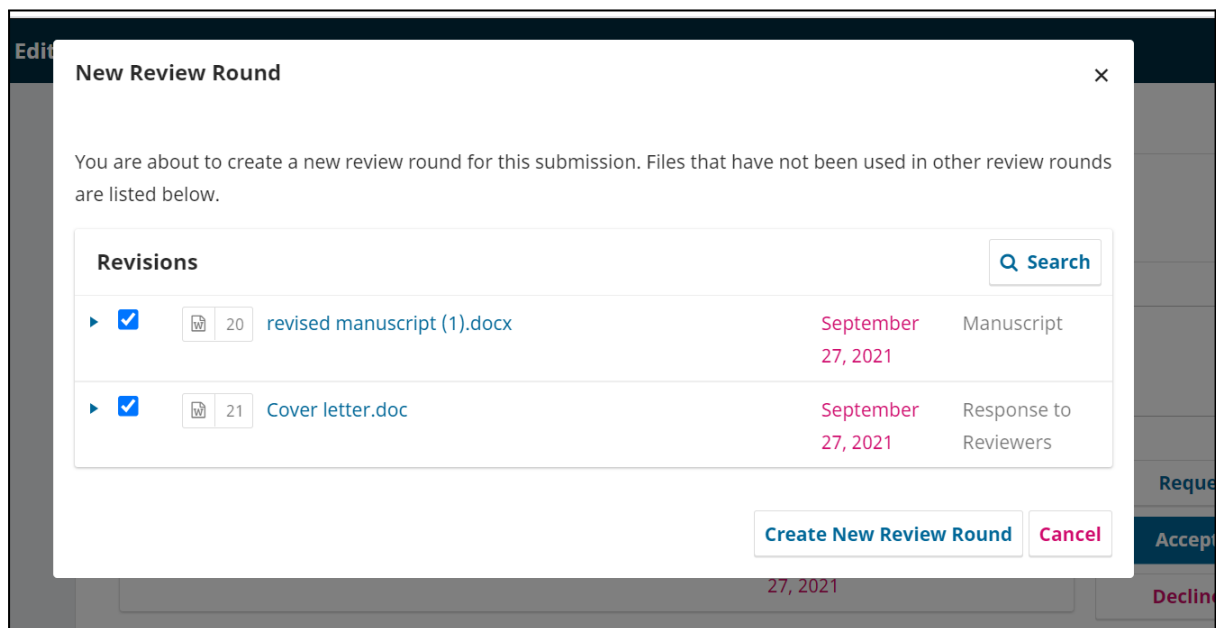 Edit
New Review Round
×
You are about to create a new review round for this submission. Files that have not been used in other review rounds
are listed below.
Revisions
Search
20 revised manuscript (1).docx September Manuscript
27, 2021
21 Cover letter.doc September Response to
27, 2021 Reviewers
Reque
Create New Review Round Cancel
Accept
27, 2021
Decline